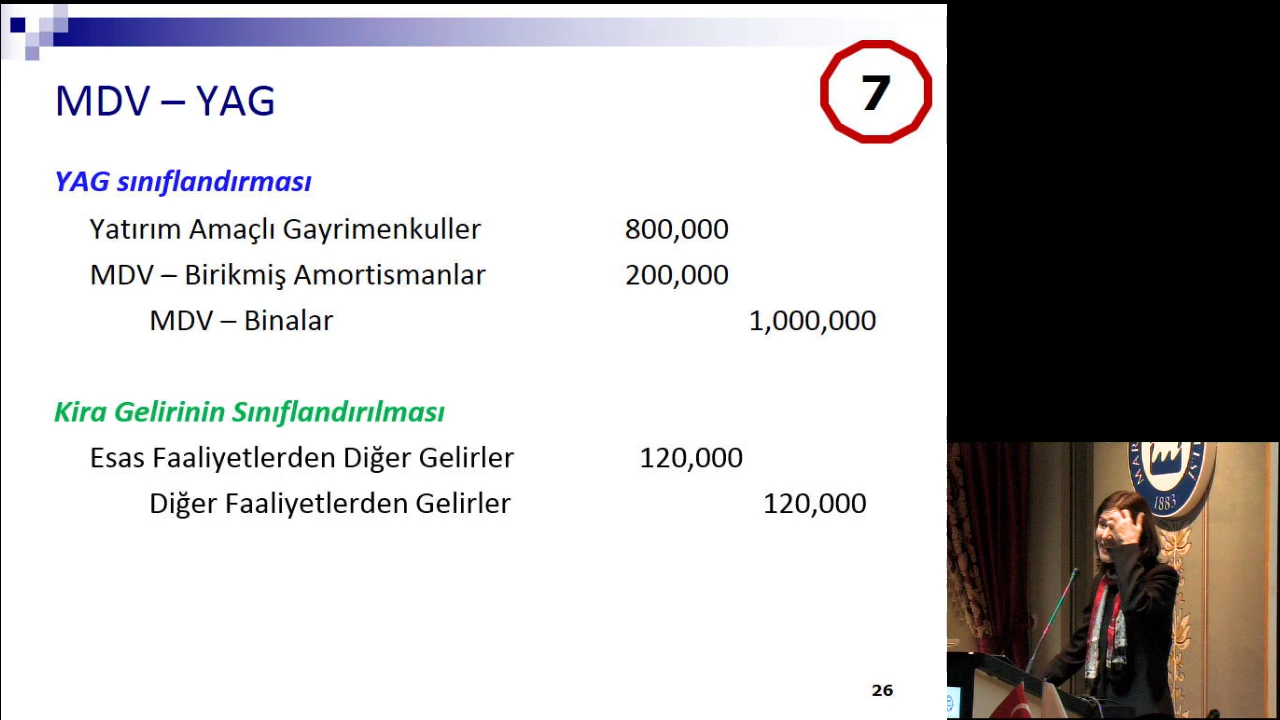 MDV – YAG
7
YAG sınıflandırması
Yatırım Amaçlı Gayrimenkuller 800,000
MDV – Birikmiş Amortismanlar 200,000
MDV – Binalar 1,000,000
Kira Gelirinin Sınıflandırılması
Esas Faaliyetlerden Diğer Gelirler 120,000
Diğer Faaliyetlerden Gelirler 120,000
26
1883